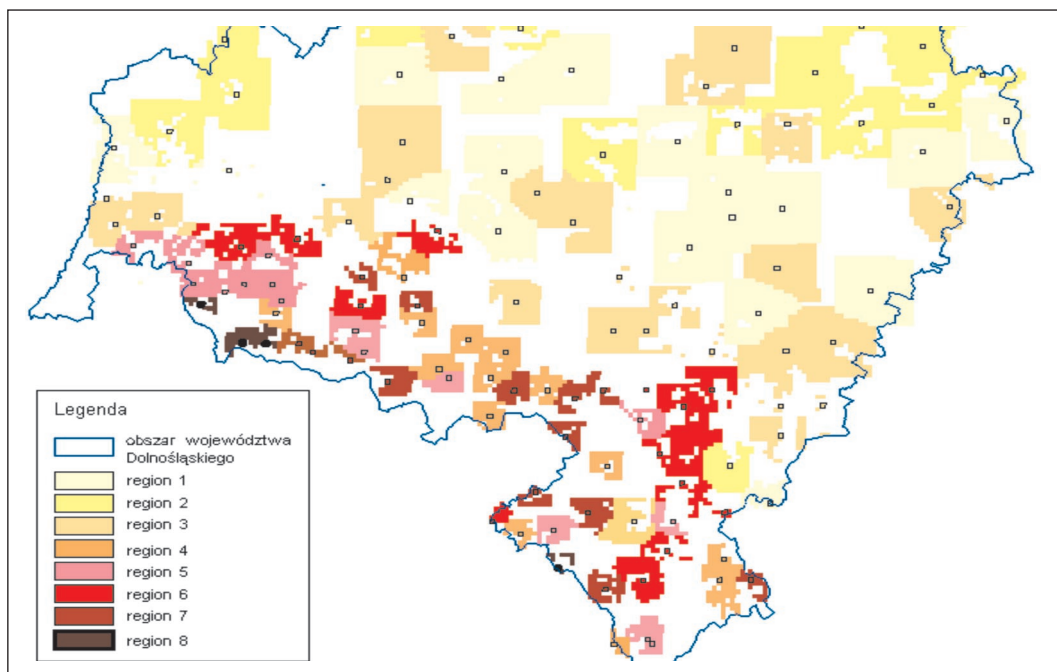 Legenda
obszar województwa
Dolnośląskiego
region 1
region 2
region 3
region 4
region 5
region 6
region 7
region 8